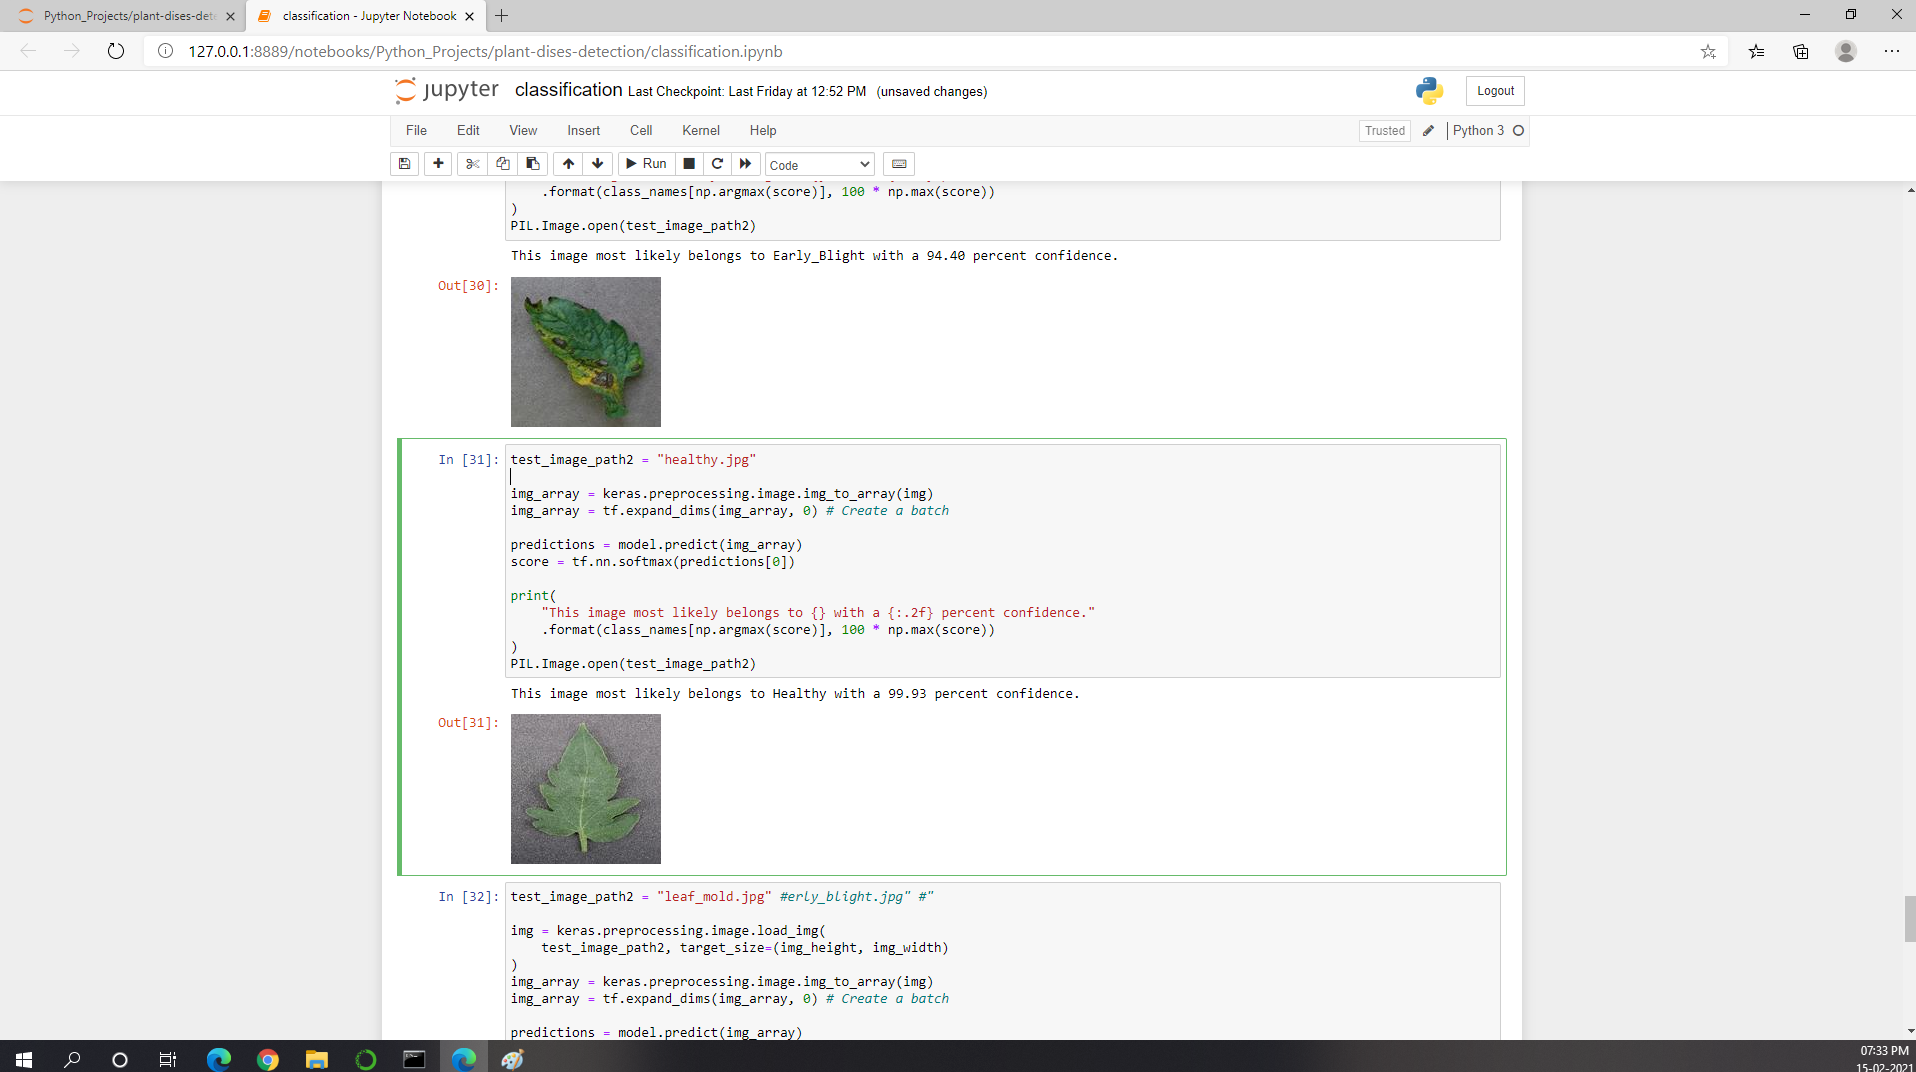 Python_Projects/plant-dises-dete
classification - Jupyter Notebook
127.0.0.1:8889/notebooks/Python_Projects/plant-dises-detection/classification.ipynb
jupyter classification Last Checkpoint: Last Friday at 12:52 PM (unsaved changes)
Logout
File Edit View Insert Cell Kernel Help
Trusted
Python 3
Run
Code
.format(class_names[np.argmax(score)], 100 * np.max(score))
)
PIL.Image.open(test_image_path2)
This image most likely belongs to Early_Blight with a 94.40 percent confidence.
Out[30]:
In [31]: test_image_path2 = "healthy.jpg"
img_array = keras.preprocessing.image.img_to_array(img)
img_array = tf.expand_dims(img_array, 0) # Create a batch
predictions = model.predict(img_array)
score = tf.nn.softmax(predictions[0])
print(
"This image most likely belongs to {} with a {:.2f} percent confidence."
.format(class_names[np.argmax(score)], 100 * np.max(score))
)
PIL.Image.open(test_image_path2)
This image most likely belongs to Healthy with a 99.93 percent confidence.
Out[31]:
In [32]: test_image_path2 = "leaf_mold.jpg" #erly_blight.jpg" #"
img = keras.preprocessing.image.load_img(
test_image_path2, target_size=(img_height, img_width)
)
img_array = keras.preprocessing.image.img_to_array(img)
img_array = tf.expand_dims(img_array, 0) # Create a batch
predictions = model.predict(img_array)
07:33 PM
15-02-2021